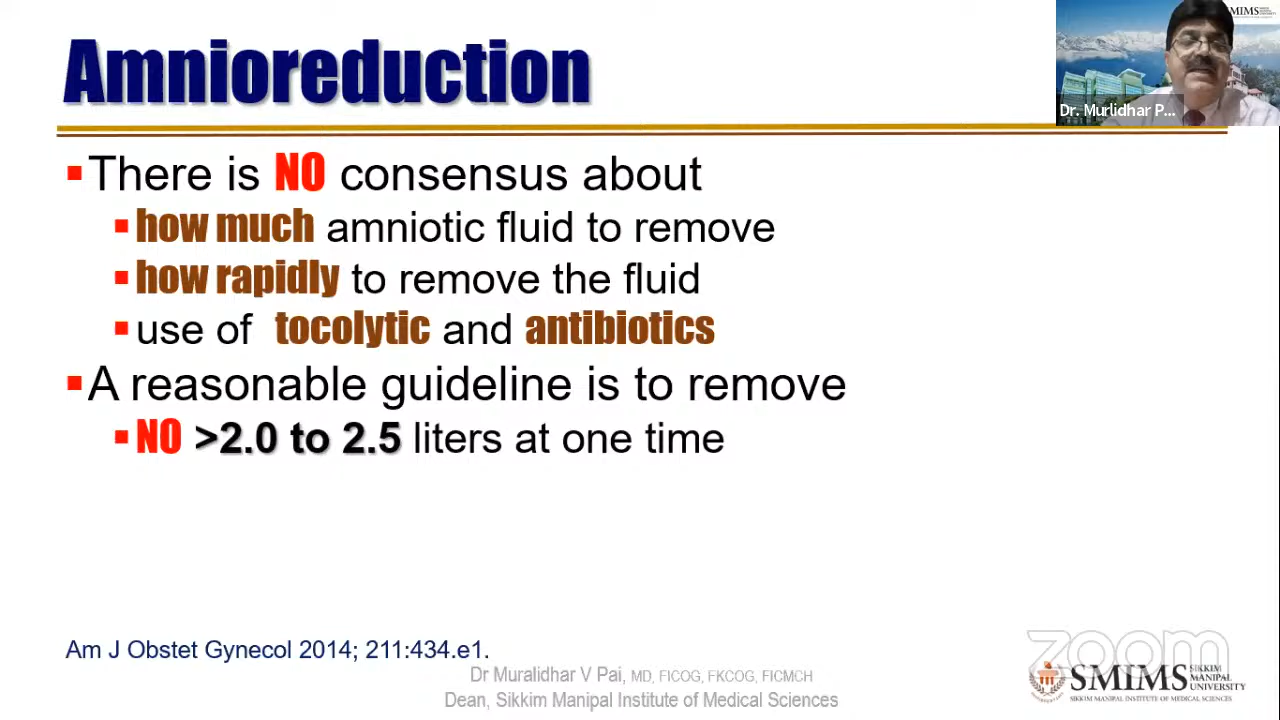 Amnioreduction
SMIMS
Dr. Murlidhar P...
There is NO consensus about
how much amniotic fluid to remove
how rapidly to remove the fluid
use of tocolytic and antibiotics
A reasonable guideline is to remove
NO >2.0 to 2.5 liters at one time
Am J Obstet Gynecol 2014; 211:434.e1.
zoom
Dr Muralidhar V Pai, MD, FICOG, FKCOG, FICMCH
Dean, Sikkim Manipal Institute of Medical Sciences
SMIMS
SIKKIM
MANIPAL
UNIVERSITY
SIKKIM MANIPAL INSTITUTE OF MEDICAL SCIENCES